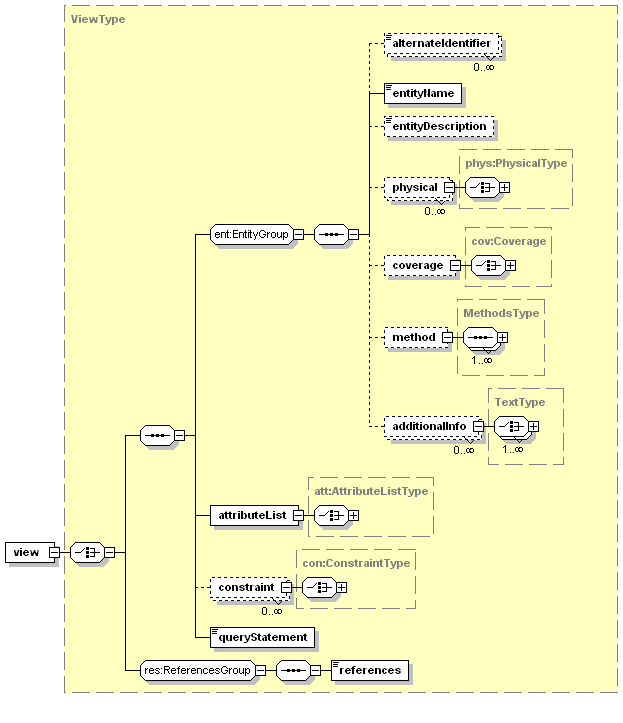 ViewType
alternateIdentifier
0..∞
entityName
entityDescription
phys:PhysicalType
physical
0..∞
ent:EntityGroup
cov:Coverage
coverage
MethodsType
method
1..∞
TextType
additionalInfo
0..∞
1..∞
att:AttributeListType
attributeList
view
con:ConstraintType
constraint
0..∞
queryStatement
res:ReferencesGroup
references